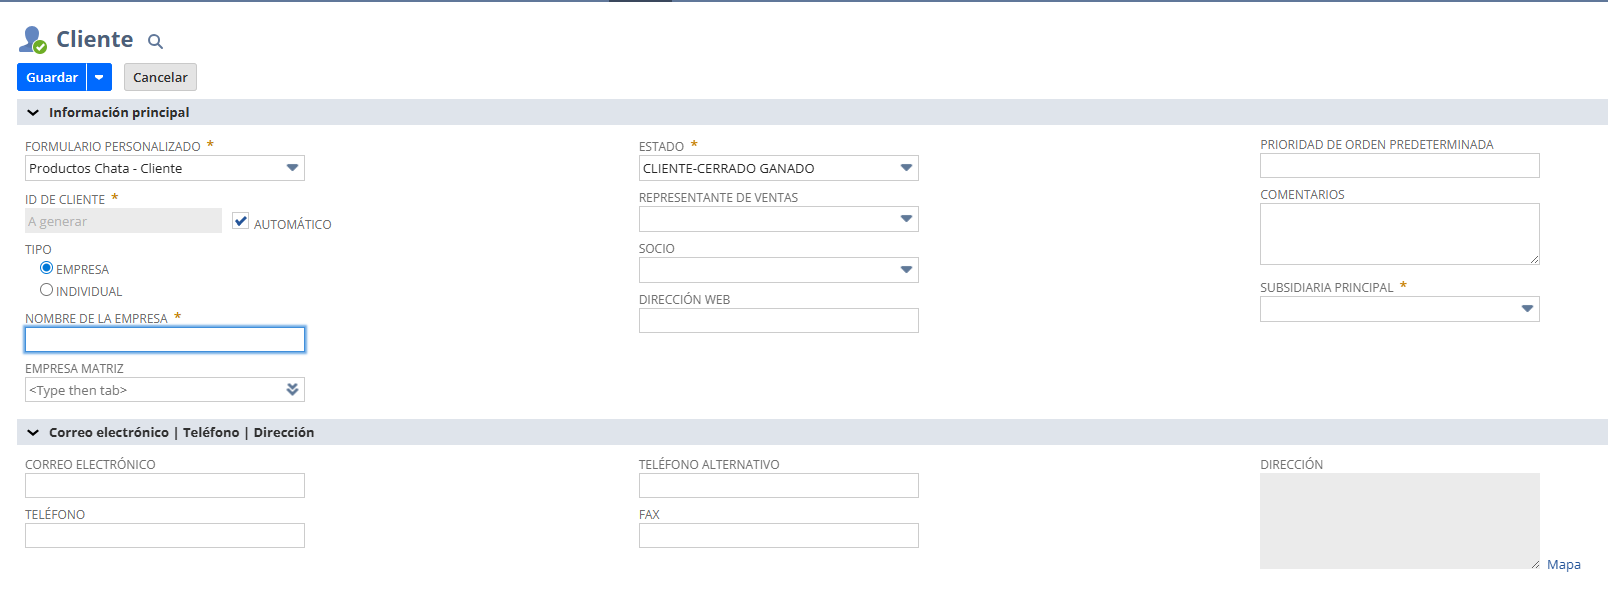 Cliente
Guardar
Cancelar
Información principal
FORMULARIO PERSONALIZADO *
Productos Chata - Cliente
ID DE CLIENTE *
A generar
AUTOMÁTICO
TIPO
EMPRESA
INDIVIDUAL
NOMBRE DE LA EMPRESA *
EMPRESA MATRIZ
<Type then tab>
ESTADO *
CLIENTE-CERRADO GANADO
REPRESENTANTE DE VENTAS
SOCIO
DIRECCIÓN WEB
PRIORIDAD DE ORDEN PREDETERMINADA
COMENTARIOS
SUBSIDIARIA PRINCIPAL *
Correo electrónico | Teléfono | Dirección
CORREO ELECTRÓNICO
TELÉFONO
TELÉFONO ALTERNATIVO
FAX
DIRECCIÓN
Mapa